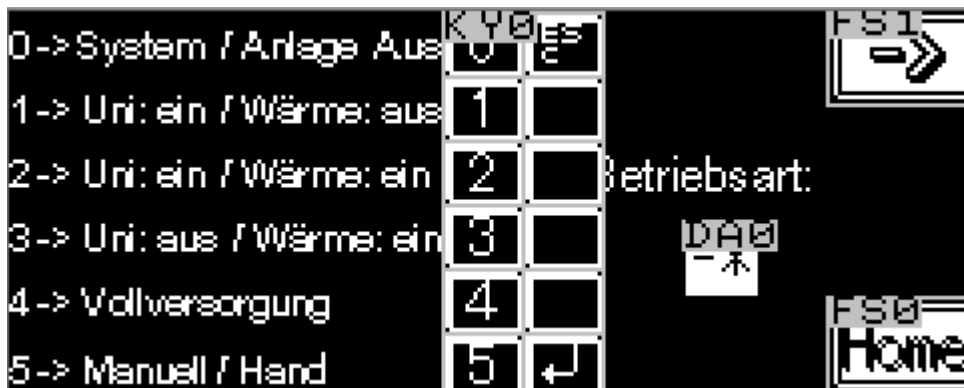 0->System / Anlage Aus
1-> Uni: ein / Wärme: aus
2-> Uni: ein / Wärme: ein
3-> Uni: aus / Wärme: ein
4-> Vollversorgung
5-> Manuell / Hand
KY0
0
1
2
3
4
5
Betriebsart:
DA0
FS1
FS0
Home